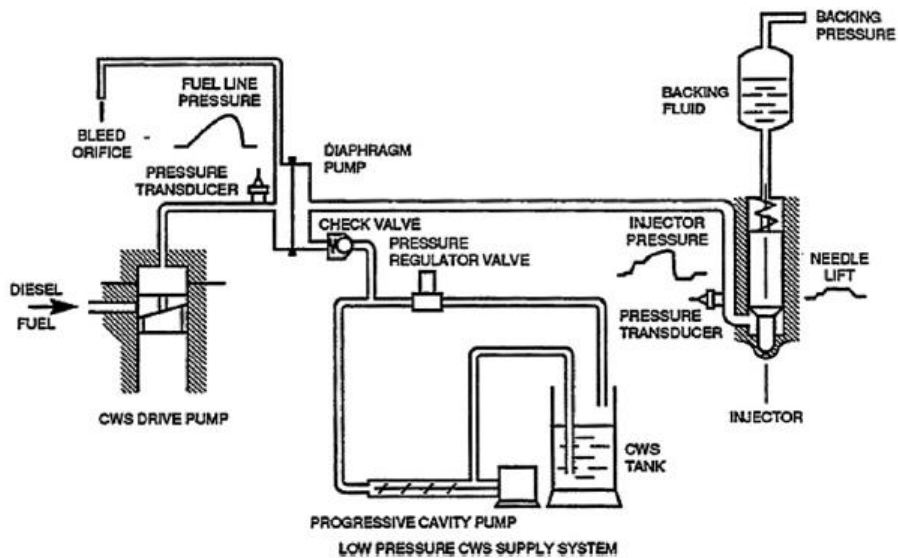 BACKING
PRESSURE
BACKING
FLUID
FUEL LINE
PRESSURE
BLEED
ORIFICE
DIAPHRAGM
PUMP
PRESSURE
TRANSDUCER
CHECK VALVE
PRESSURE
REGULATOR VALVE
INJECTOR
PRESSURE
NEEDLE
LIFT
DIESEL
FUEL
PRESSURE
TRANSDUCER
CWS DRIVE PUMP
INJECTOR
CWS
TANK
PROGRESSIVE CAVITY PUMP
LOW PRESSURE CWS SUPPLY SYSTEM